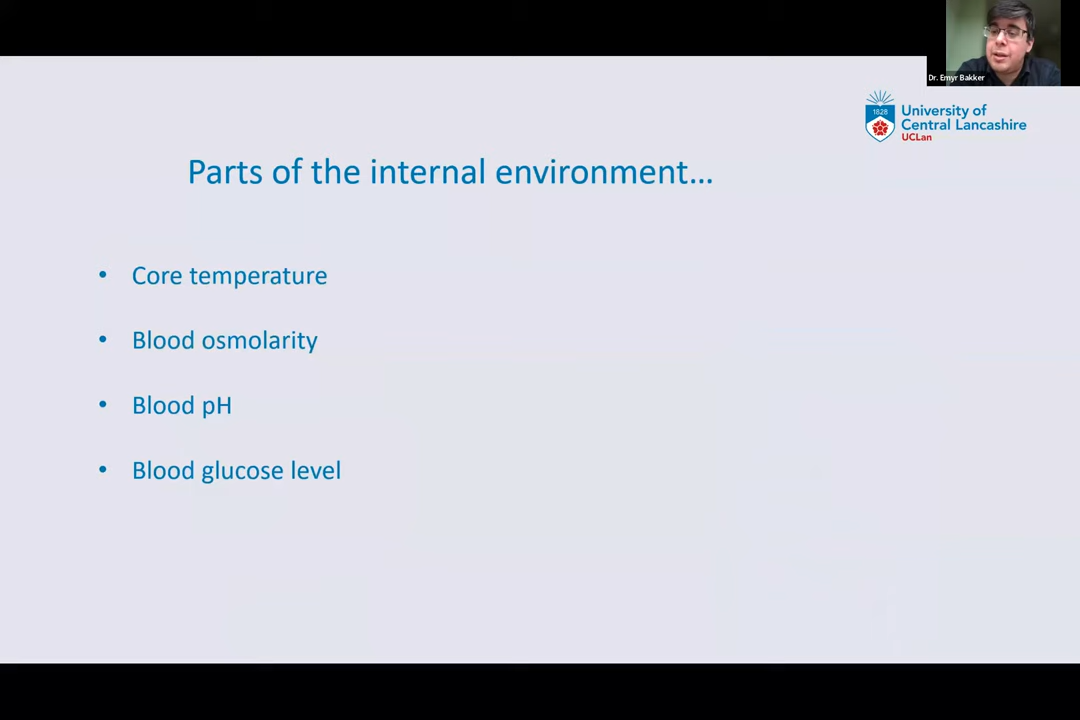 Dr. Emyr Bakker
1828
University of
Central Lancashire
UCLan
Parts of the internal environment…
• Core temperature
• Blood osmolarity
• Blood pH
• Blood glucose level